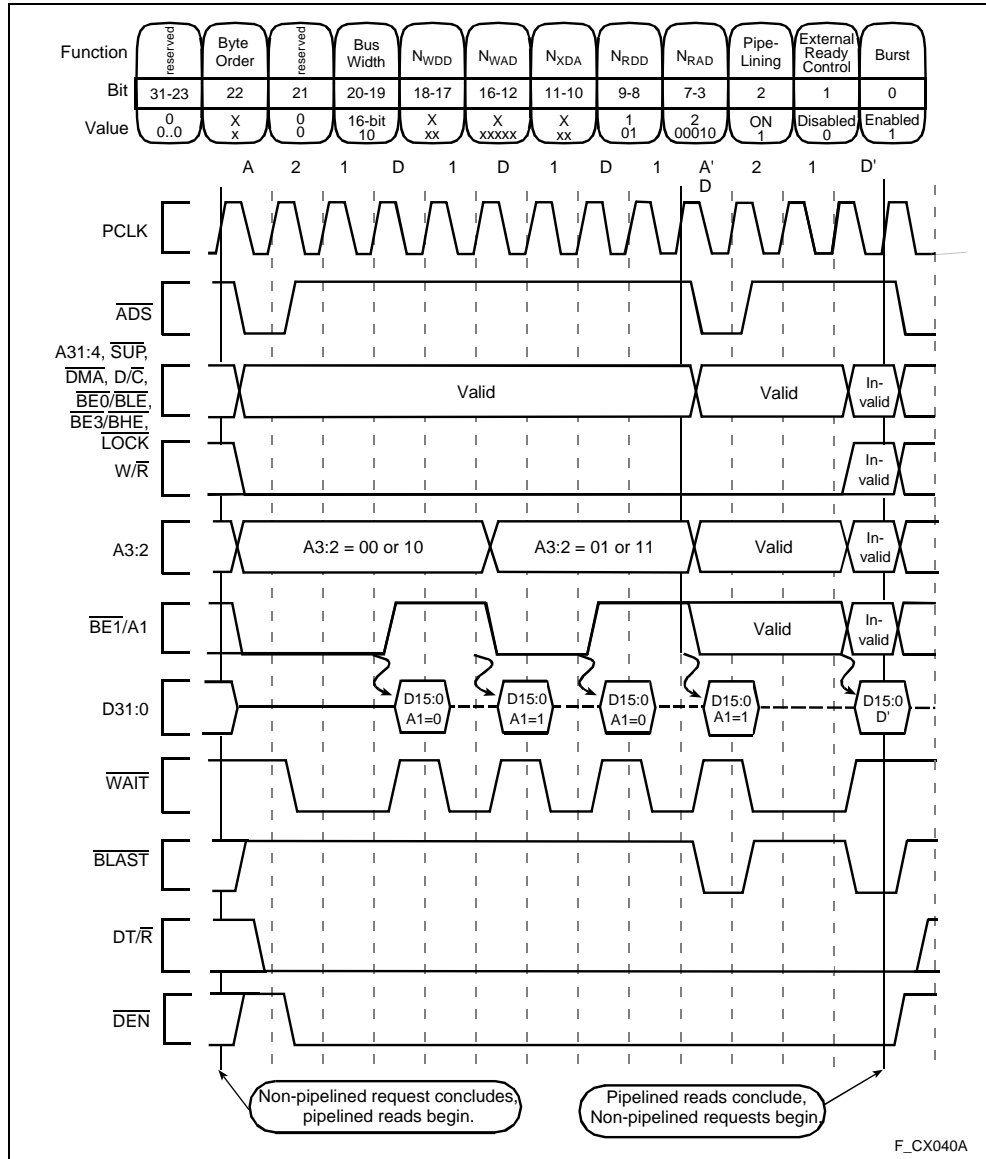 Function reserved Byte Order reserved Bus Width NWDD NWAD NXDA NRDD NRAD Pipe-Lining External Ready Control Burst
Bit 31-23 22 21 20-19 18-17 16-12 11-10 9-8 7-3 2 1 0
Value 0 X 0 16-bit X X X 1 2 ON Disabled Enabled
0..0 x 0 10 xx xxxxx xx 01 00010 1 0 1
A 2 1 D 1 D 1 D 1 A' 2 1 D'
D
PCLK
ADS
A31:4, SUP,
DMA, D/C,
BE0/BLE,
BE3/BHE,
LOCK
Valid Valid In-
valid
W/R In-
valid
A3:2 A3:2 = 00 or 10 A3:2 = 01 or 11 Valid In-
valid
BE1/A1 Valid In-
valid
D31:0 D15:0 D15:0 D15:0 D15:0 D15:0
A1=0 A1=1 A1=0 A1=1 D'
WAIT
BLAST
DT/R
DEN
Non-pipelined request concludes,
pipelined reads begin.
Pipelined reads conclude,
Non-pipelined requests begin.
F_CX040A